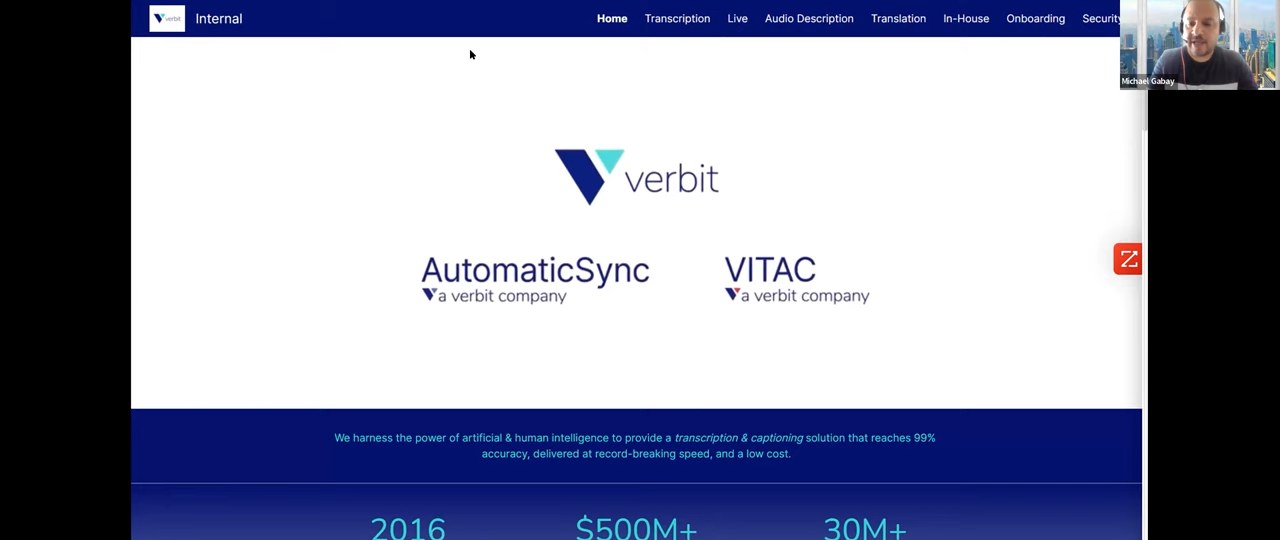 verbit
Internal
Home
Transcription
Live
Audio Description
Translation
In-House
Onboarding
Security
Michael Gabay
verbit
AutomaticSync
a verbit company
VITAC
a verbit company
We harness the power of artificial & human intelligence to provide a transcription & captioning solution that reaches 99%
accuracy, delivered at record-breaking speed, and a low cost.
2016
$500M+
30M+